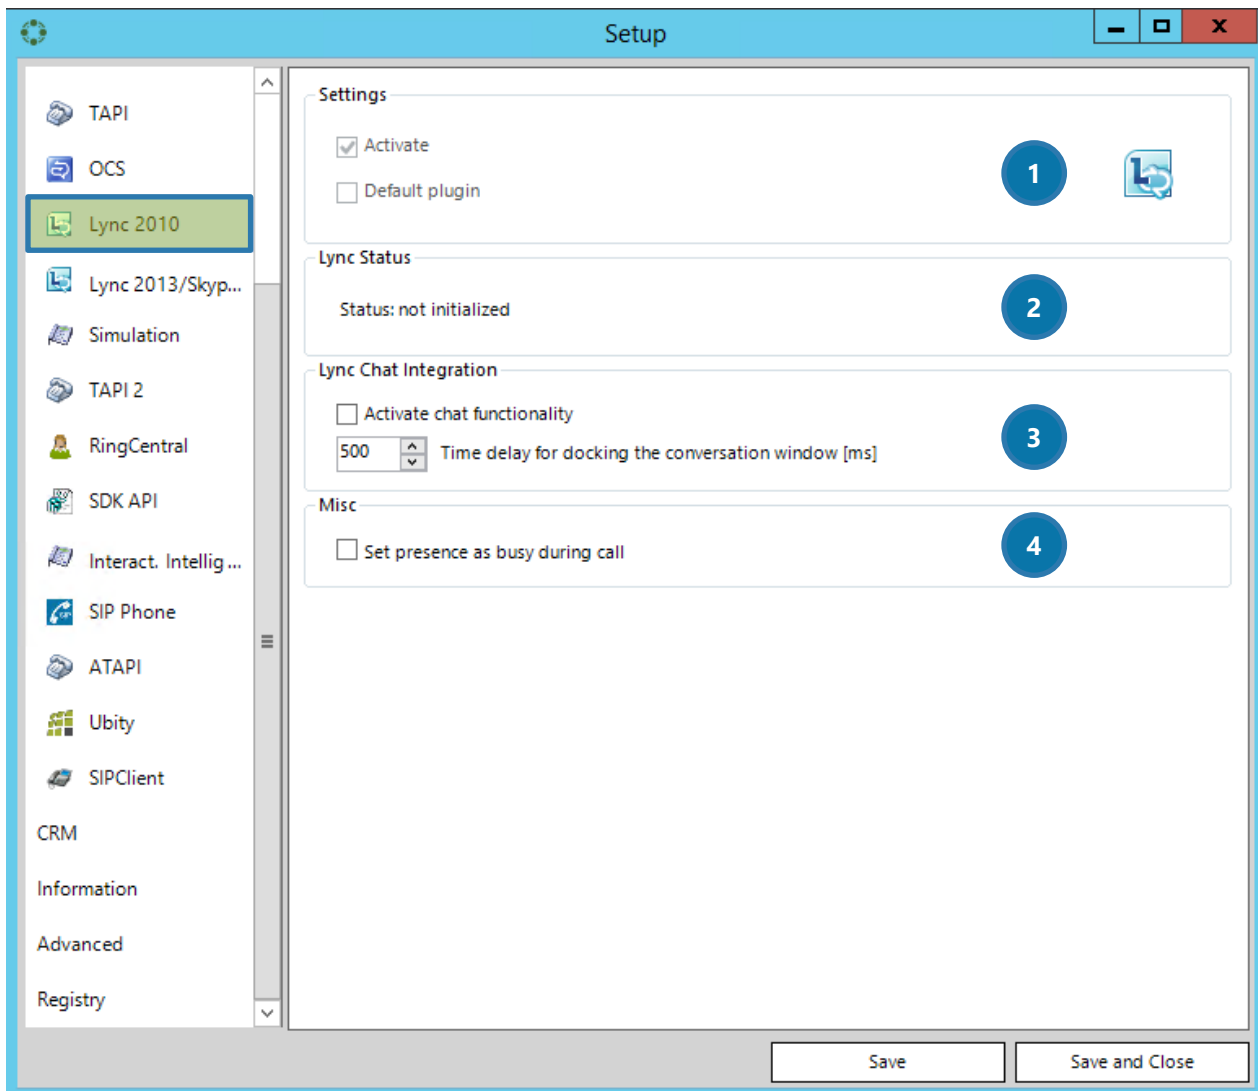 Setup
TAPI
OCS
Lync 2010
Lync 2013/Skyp...
Simulation
TAPI 2
RingCentral
SDK API
Interact. Intellig ...
SIP Phone
ATAPI
Ubity
SIPClient
CRM
Information
Advanced
Registry
Settings
Activate
Default plugin
1
Lync Status
Status: not initialized
2
Lync Chat Integration
Activate chat functionality
500 Time delay for docking the conversation window [ms]
3
Misc
Set presence as busy during call
4
Save
Save and Close